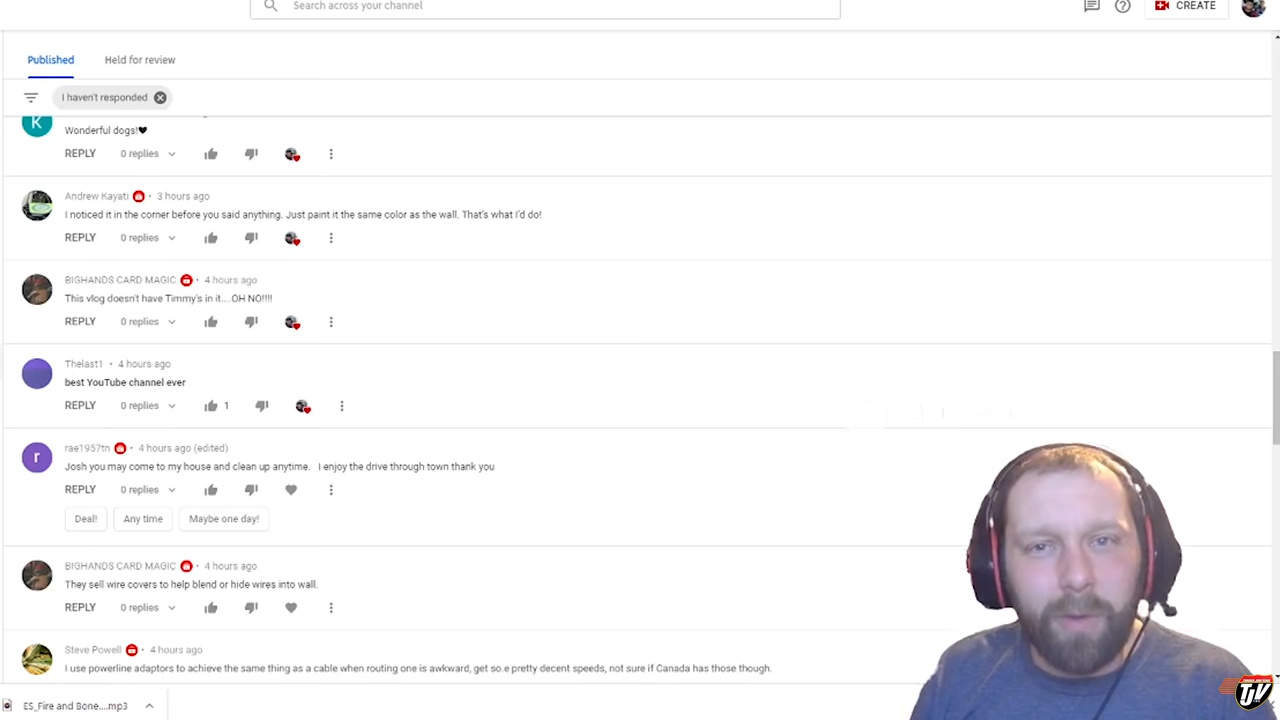 Search across your channel
CREATE
Published
Held for review
I haven't responded
K
Wonderful dogs!🖤
REPLY 0 replies
Andrew Kayati • 3 hours ago
I noticed it in the corner before you said anything. Just paint it the same color as the wall. That's what I'd do!
REPLY 0 replies
BIGHANDS CARD MAGIC • 4 hours ago
This vlog doesn't have Timmy's in it....OH NO!!!!
REPLY 0 replies
Thelast1 • 4 hours ago
best YouTube channel ever
REPLY 0 replies 1
r
rae1957tn • 4 hours ago (edited)
Josh you may come to my house and clean up anytime. I enjoy the drive through town thank you
REPLY 0 replies
Deal! Any time Maybe one day!
BIGHANDS CARD MAGIC • 4 hours ago
They sell wire covers to help blend or hide wires into wall.
REPLY 0 replies
Steve Powell • 4 hours ago
I use powerline adaptors to achieve the same thing as a cable when routing one is awkward, get so.e pretty decent speeds, not sure if Canada has those though.
ES_Fire and Bone....mp3